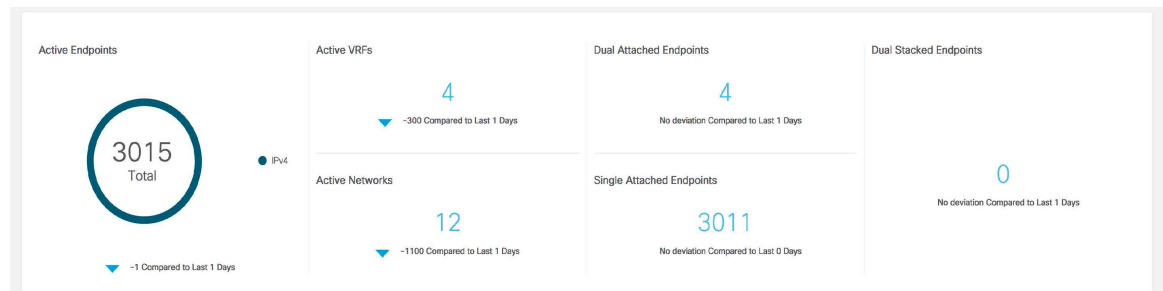 Active Endpoints
3015
Total
IPv4
-1 Compared to Last 1 Days
Active VRFs
4
-300 Compared to Last 1 Days
Active Networks
12
-1100 Compared to Last 1 Days
Dual Attached Endpoints
4
No deviation Compared to Last 1 Days
Single Attached Endpoints
3011
No deviation Compared to Last 0 Days
Dual Stacked Endpoints
0
No deviation Compared to Last 1 Days